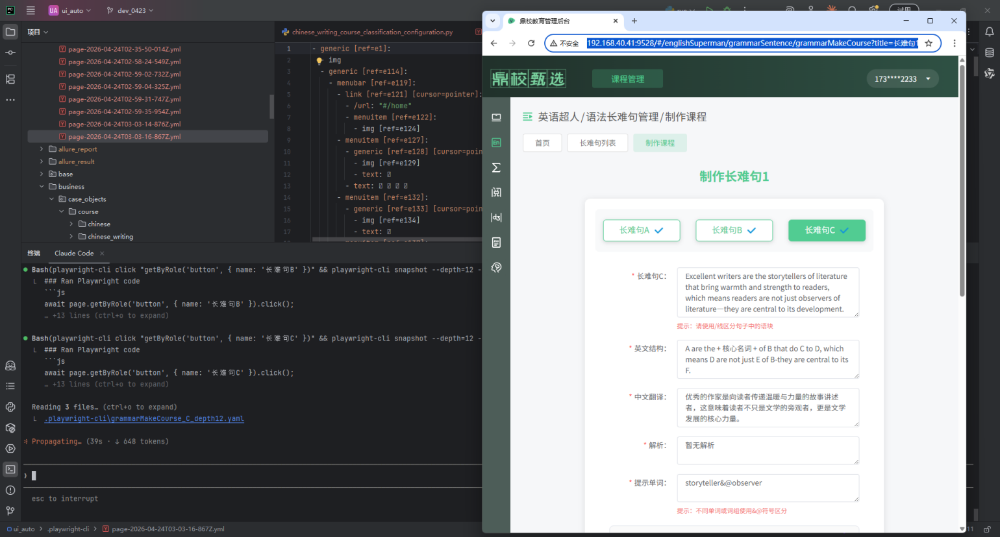 UA ui_auto
dev_0423
项目
page-2026-04-24T02-35-50-014Z.yml
page-2026-04-24T02-58-24-549Z.yml
page-2026-04-24T02-59-02-732Z.yml
page-2026-04-24T02-59-04-325Z.yml
page-2026-04-24T02-59-31-747Z.yml
page-2026-04-24T02-59-35-954Z.yml
page-2026-04-24T03-03-14-876Z.yml
page-2026-04-24T03-03-16-867Z.yml
allure_report
allure_result
base
business
case_objects
course
chinese
chinese_writing
chinese_writing_course_classification_configuration.py
1 - generic [ref=e1]:
2 img
3 - generic [ref=e114]:
4 - menubar [ref=e119]:
5 - link [ref=e121] [cursor=pointer]:
6 - /url: "#/home"
7 - menuitem [ref=e122]:
8 - img [ref=e124]
9 - menuitem [ref=e127]:
10 - generic [ref=e128] [cursor=poin
11 - img [ref=e129]
12 - text:
13 - text:
14 - menuitem [ref=e132]:
15 - generic [ref=e133] [cursor=poin
16 - img [ref=e134]
17 - text:
终端
Claude Code
Bash(playwright-cli click "getByRole('button', { name: '长难句B' })" && playwright-cli snapshot --depth=12 -
### Ran Playwright code
```js
await page.getByRole('button', { name: '长难句B' }).click();
… +13 lines (ctrl+o to expand)
Bash(playwright-cli click "getByRole('button', { name: '长难句C' })" && playwright-cli snapshot --depth=12 -
### Ran Playwright code
```js
await page.getByRole('button', { name: '长难句C' }).click();
… +13 lines (ctrl+o to expand)
Reading 3 files… (ctrl+o to expand)
.playwright-cli\grammarMakeCourse_C_depth12.yaml
Propagating… (39s · ↓ 648 tokens)
esc to interrupt
ui_auto > .playwright-cli > page-2026-04-24T03-03-16-867Z.yml
鼎校教育管理后台
不安全
192.168.40.41:9528/#/englishSuperman/grammarSentence/grammarMakeCourse?title=长难句1
鼎校甄选
课程管理
173****2233
英语超人/语法长难句管理/制作课程
首页
长难句列表
制作课程
制作长难句1
长难句A
长难句B
长难句C
* 长难句C：
Excellent writers are the storytellers of literature
that bring warmth and strength to readers,
which means readers are not just observers of
literature—they are central to its development.
提示：请使用/线区分句子中的语块
* 英文结构：
A are the + 核心名词 + of B that do C to D, which
means D are not just E of B-they are central to its
F.
* 中文翻译：
优秀的作家是向读者传递温暖与力量的故事讲述
者，这意味着读者不只是文学的旁观者，更是文学
发展的核心力量。
* 解析：
暂无解析
* 提示单词：
storyteller&@observer
提示：不同单词或词组使用&@符号区分